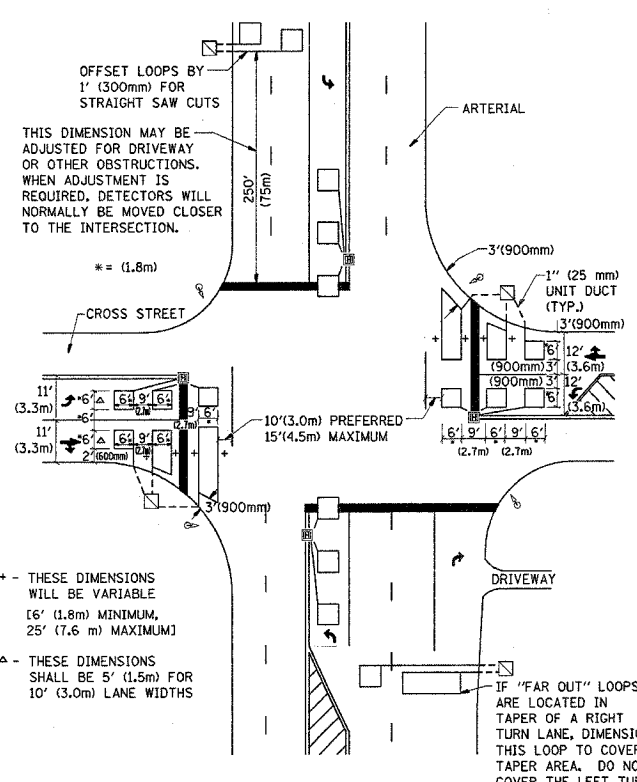 OFFSET LOOPS BY
1' (300mm) FOR
STRAIGHT SAW CUTS
THIS DIMENSION MAY BE
ADJUSTED FOR DRIVEWAY
OR OTHER OBSTRUCTIONS.
WHEN ADJUSTMENT IS
REQUIRED, DETECTORS WILL
NORMALLY BE MOVED CLOSER
TO THE INTERSECTION.
* = (1.8m)
250'
(75m)
ARTERIAL
CROSS STREET
3'(900mm)
1" (25 mm)
UNIT DUCT
(TYP.)
3'(900mm)
*6'
12'
(3.6m)
(900mm) 3'
(900mm) 3'
12'
*6'
(3.6m)
6' 9' 6' 9' 6'
* * *
(2.7m) (2.7m)
10'(3.0m) PREFERRED
15'(4.5m) MAXIMUM
11'
(3.3m)
*6' △
6' 9' 6'
(2.7m)
*6'
9' 6'
(2.7m) *
11'
(3.3m)
*6' △
6' 9' 6'
(2.7m)
2' (600mm)
3'(900mm)
+ - THESE DIMENSIONS
WILL BE VARIABLE
[6' (1.8m) MINIMUM,
25' (7.6 m) MAXIMUM]
△ - THESE DIMENSIONS
SHALL BE 5' (1.5m) FOR
10' (3.0m) LANE WIDTHS
DRIVEWAY
IF "FAR OUT" LOOPS
ARE LOCATED IN
TAPER OF A RIGHT
TURN LANE, DIMENSIO
THIS LOOP TO COVER
TAPER AREA. DO NO
COVER THE LEFT TU